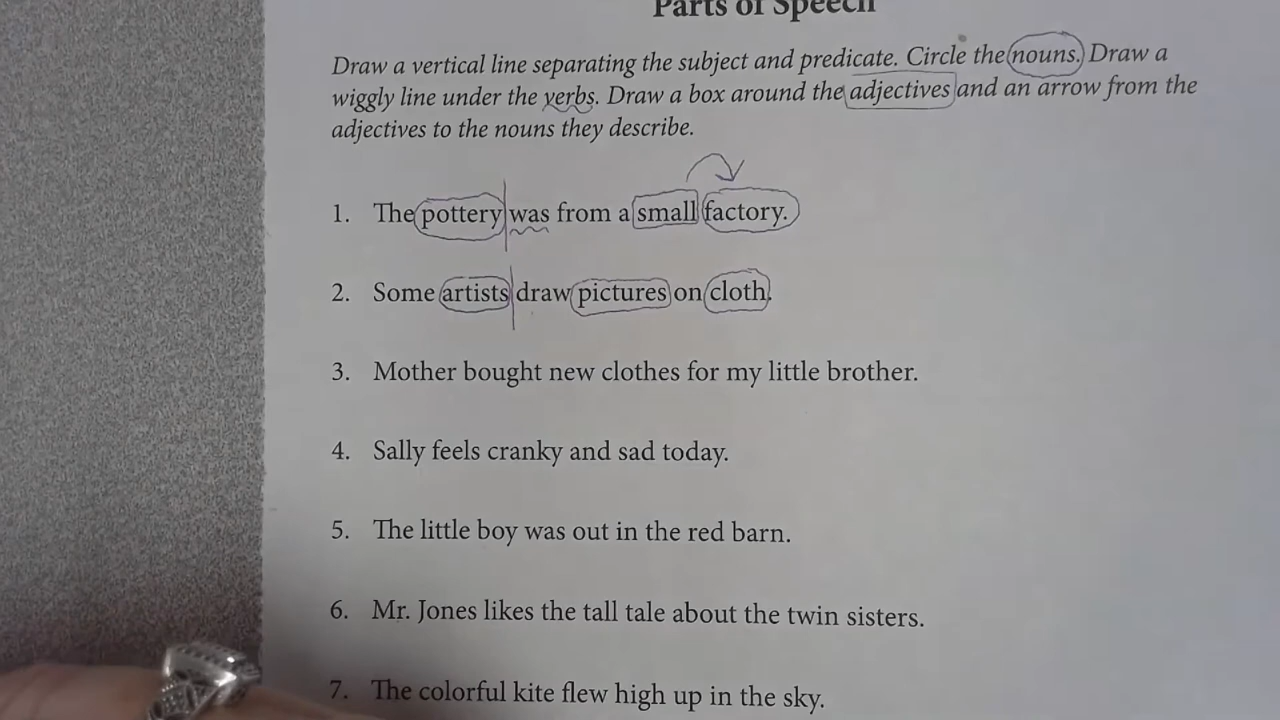 Parts of Speech
Draw a vertical line separating the subject and predicate. Circle the nouns. Draw a
wiggly line under the verbs. Draw a box around the adjectives and an arrow from the
adjectives to the nouns they describe.
1. The pottery was from a small factory.
2. Some artists draw pictures on cloth.
3. Mother bought new clothes for my little brother.
4. Sally feels cranky and sad today.
5. The little boy was out in the red barn.
6. Mr. Jones likes the tall tale about the twin sisters.
7. The colorful kite flew high up in the sky.